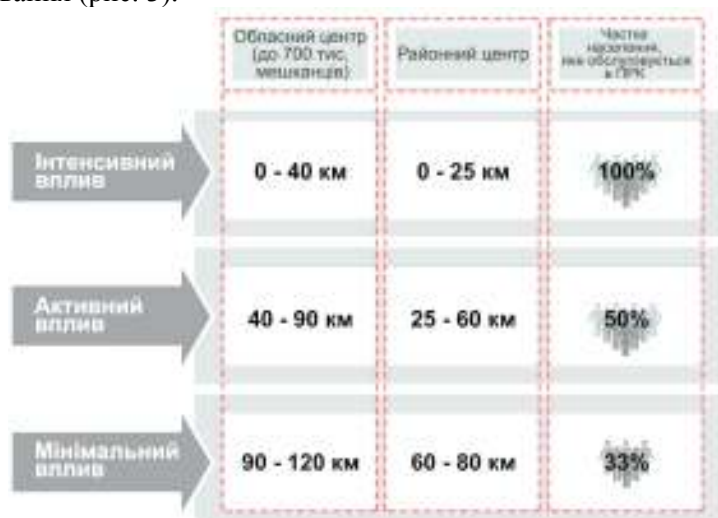 (рис. 3).
Обласний центр
(до 700 тис.
мешканців)
Районний центр
Частка
населення,
яке обслуговується
в ПРК
Інтенсивний
вплив
0 - 40 км
0 - 25 км
100%
Активний
вплив
40 - 90 км
25 - 60 км
50%
Мінімальний
вплив
90 - 120 км
60 - 80 км
33%